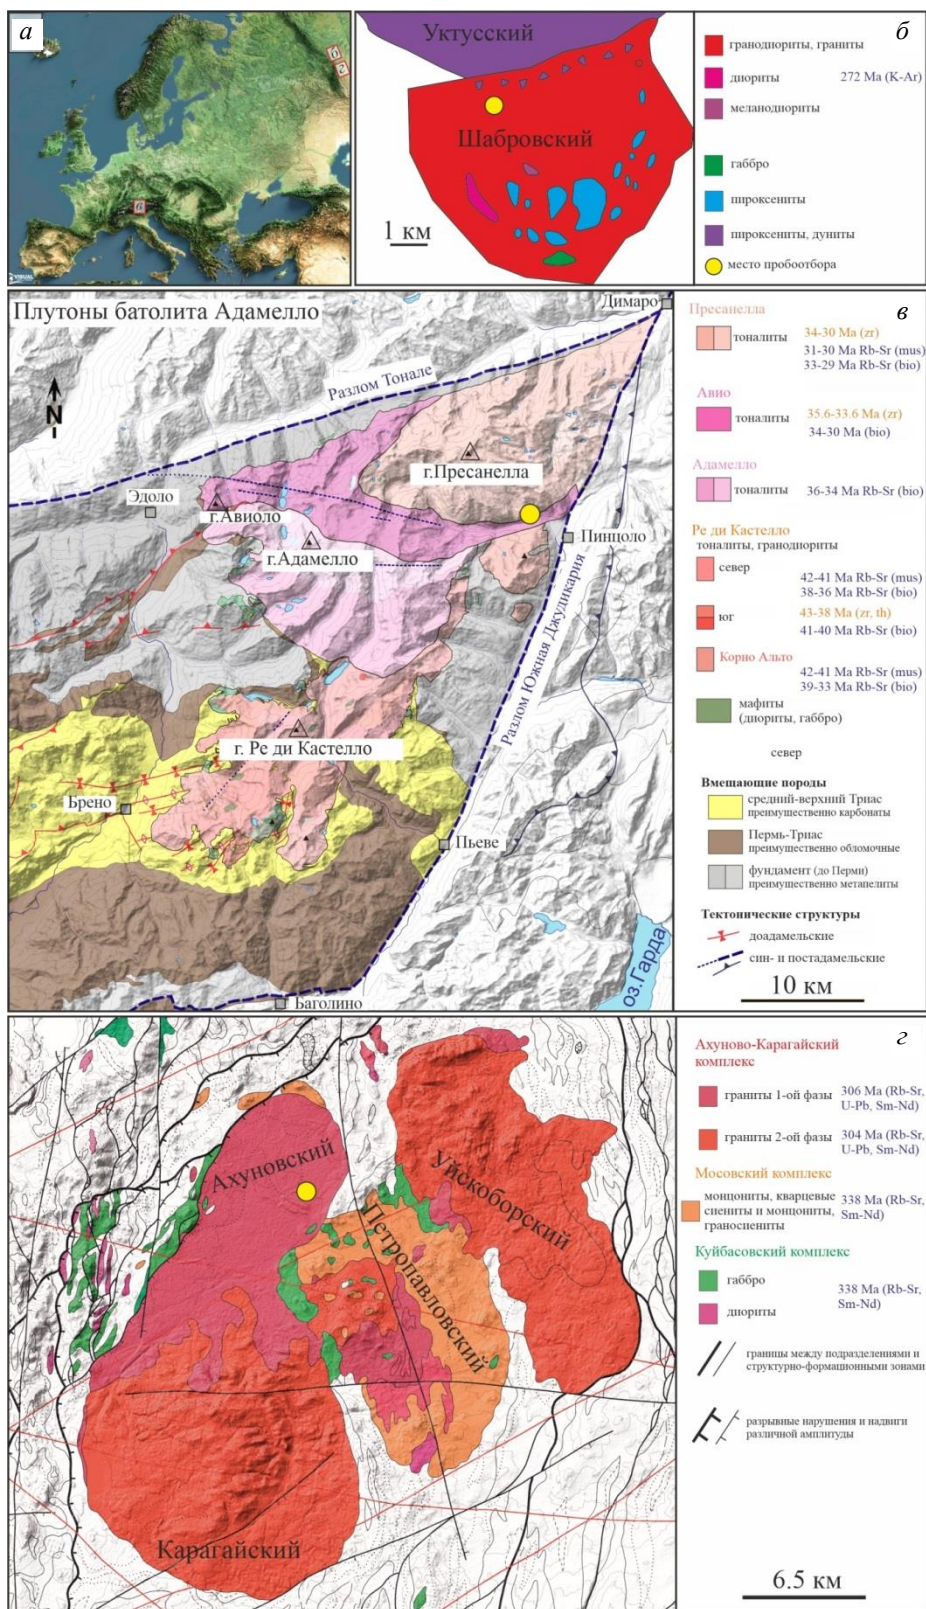 а
б
г
в
VISUAL
б
Уктусский
Шабровский
1 км
гранодиориты, граниты
диориты 272 Ma (K-Ar)
меланодиориты
габбро
пироксениты
пироксениты, дуниты
место пробоотбора
в
Плутоны батолита Адамелло
Димаро
Разлом Тонале
N
г.Пресанелла
Эдоло
г.Авиоло
г.Адамелло
Пинцоло
Разлом Южная Джудикария
г. Ре ди Кастелло
Брено
Пьеве
оз.Гарда
Баголино
Пресанелла
тоналиты 34-30 Ma (zr)
31-30 Ma Rb-Sr (mus)
33-29 Ma Rb-Sr (bio)
Авио
тоналиты 35.6-33.6 Ma (zr)
34-30 Ma (bio)
Адамелло
тоналиты 36-34 Ma Rb-Sr (bio)
Ре ди Кастелло
тоналиты, гранодиориты
север
42-41 Ma Rb-Sr (mus)
38-36 Ma Rb-Sr (bio)
юг 43-38 Ma (zr, th)
41-40 Ma Rb-Sr (bio)
Корно Альто
42-41 Ma Rb-Sr (mus)
39-33 Ma Rb-Sr (bio)
мафиты
(диориты, габбро)
север
Вмещающие породы
средний-верхний Триас
преимущественно карбонаты
Пермь-Триас
преимущественно обломочные
фундамент (до Перми)
преимущественно метапелиты
Тектонические структуры
доадамельские
син- и постадамельские
10 км
г
Ахуновский
Уйскоборский
Петропавловский
Карагайский
Ахуново-Карагайский
комплекс
граниты 1-ой фазы 306 Ma (Rb-Sr,
U-Pb, Sm-Nd)
граниты 2-ой фазы 304 Ma (Rb-Sr,
U-Pb, Sm-Nd)
Мосовский комплекс
монцониты, кварцевые
сиениты и монцониты,
граносиениты
338 Ma (Rb-Sr,
Sm-Nd)
Куйбасовский комплекс
габбро
338 Ma (Rb-Sr,
Sm-Nd)
диориты
границы между подразделениями и
структурно-формационными зонами
разрывные нарушения и надвиги
различной амплитуды
6.5 км